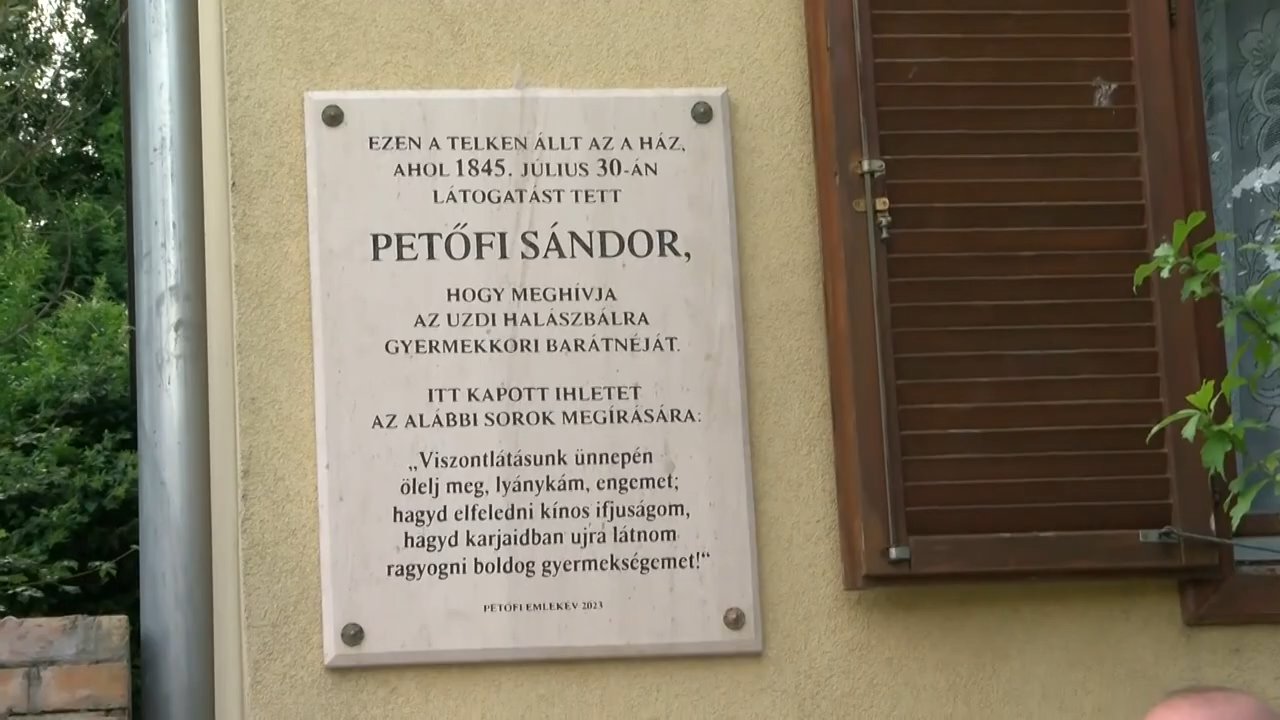 EZEN A TELKEN ÁLLT AZ A HÁZ,
AHOL 1845. JÚLIUS 30-ÁN
LÁTOGATÁST TETT
PETŐFI SÁNDOR,
HOGY MEGHÍVJA
AZ UZDI HALÁSZBÁLRA
GYERMEKKORI BARÁTNÉJÁT.
ITT KAPOTT IHLETET
AZ ALÁBBI SOROK MEGÍRÁSÁRA:
„Viszontlátásunk ünnepén
ölelj meg, lyánykám, engemet;
hagyd elfeledni kínos ifjuságom,
hagyd karjaidban ujra látnom
ragyogni boldog gyermekségemet!“
PETŐFI EMLÉKÉV 2023